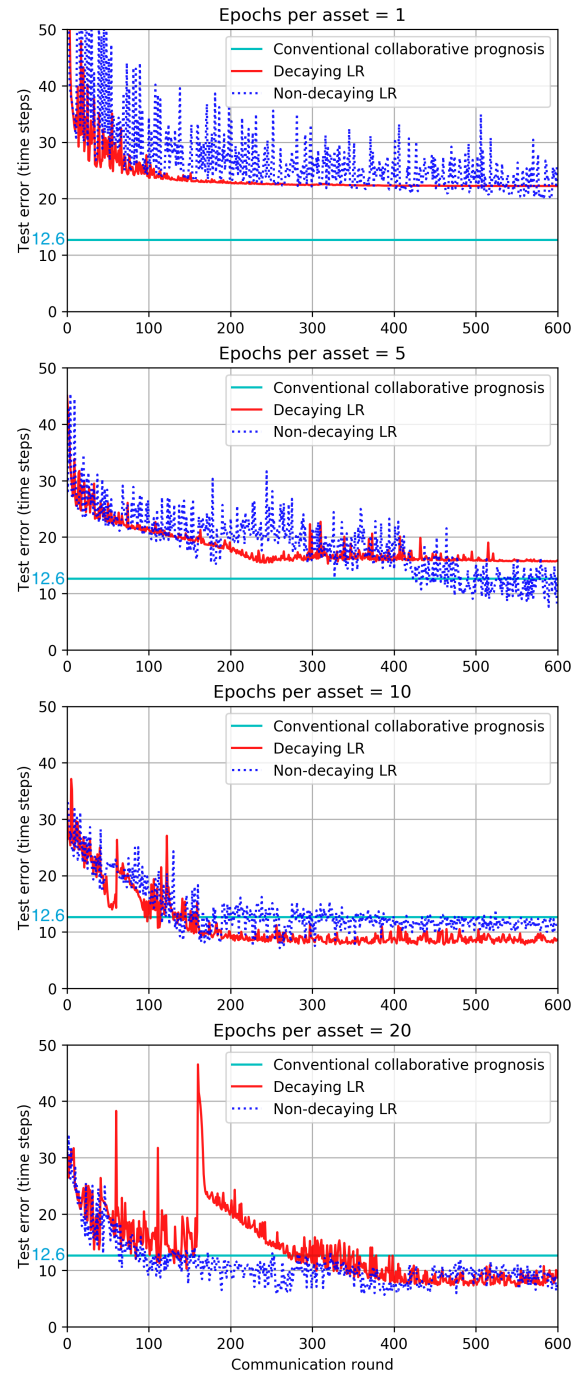 Epochs per asset = 1
Test error (time steps)
50
40
30
20
12.6
10
0
Conventional collaborative prognosis
Decaying LR
Non-decaying LR
0 100 200 300 400 500 600
Epochs per asset = 5
Test error (time steps)
50
40
30
20
12.6
10
0
Conventional collaborative prognosis
Decaying LR
Non-decaying LR
0 100 200 300 400 500 600
Epochs per asset = 10
Test error (time steps)
50
40
30
20
12.6
10
0
Conventional collaborative prognosis
Decaying LR
Non-decaying LR
0 100 200 300 400 500 600
Epochs per asset = 20
Test error (time steps)
50
40
30
20
12.6
10
0
Conventional collaborative prognosis
Decaying LR
Non-decaying LR
0 100 200 300 400 500 600
Communication round